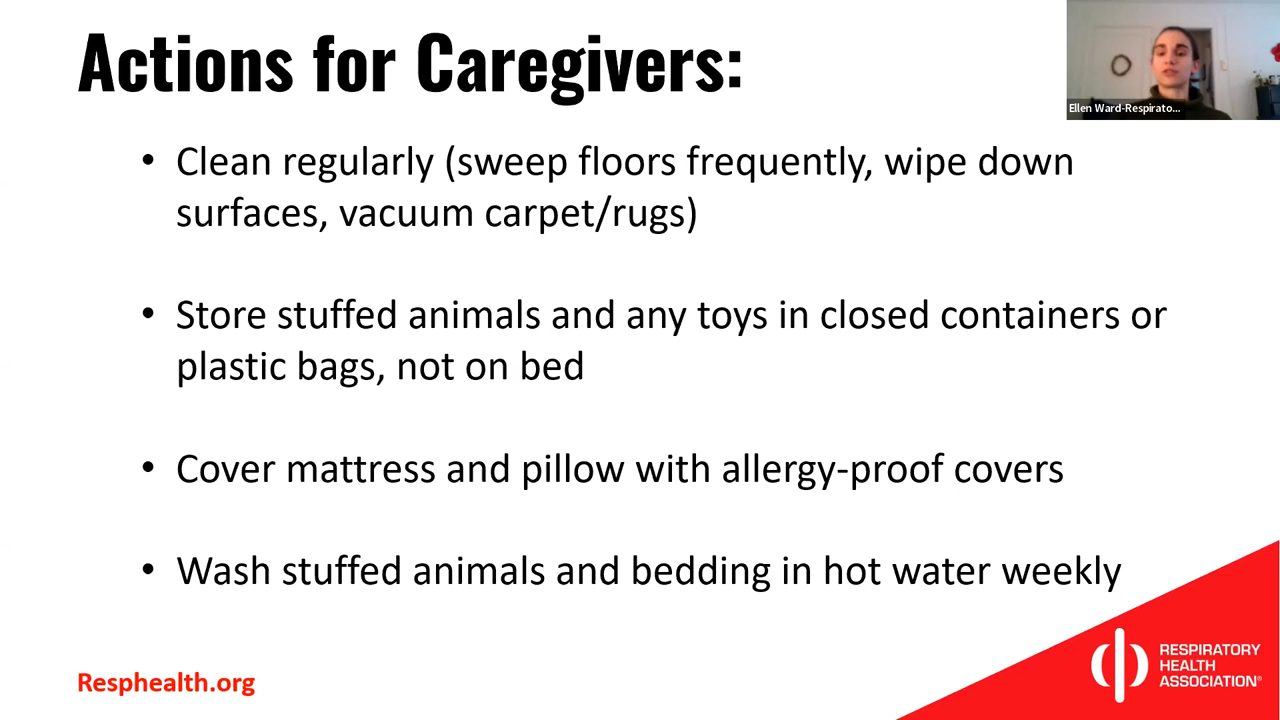 Actions for Caregivers:
Ellen Ward-Respirato...
• Clean regularly (sweep floors frequently, wipe down
surfaces, vacuum carpet/rugs)
• Store stuffed animals and any toys in closed containers or
plastic bags, not on bed
• Cover mattress and pillow with allergy-proof covers
• Wash stuffed animals and bedding in hot water weekly
Resphealth.org
RESPIRATORY
HEALTH
ASSOCIATION®